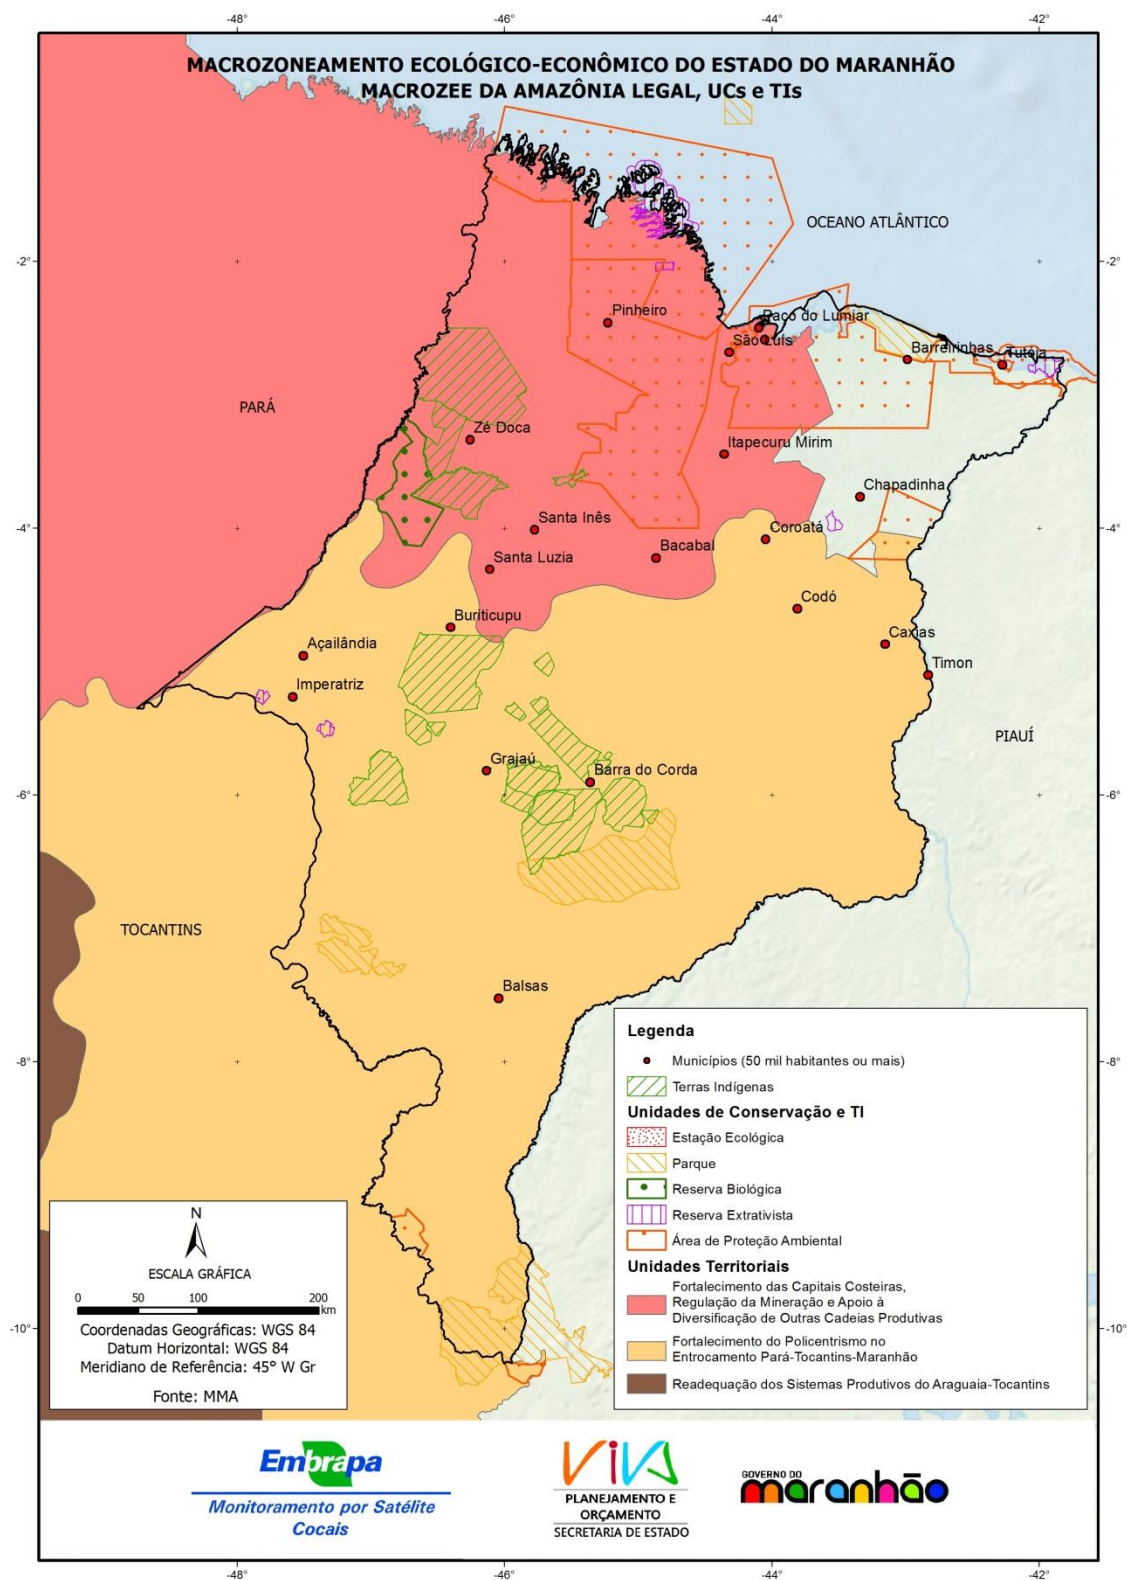 -48° -46° -44° -42°
MACROZONEAMENTO ECOLÓGICO-ECONÔMICO DO ESTADO DO MARANHÃO
MACROZEE DA AMAZÔNIA LEGAL, UCs e TIs
OCEANO ATLÂNTICO
-2° -2°
Pinheiro
Paço do Lumiar
São Luís
Barreirinhas
Tutóia
PARÁ
Zé Doca
Itapecuru Mirim
Chapadinha
Santa Inês
-4° -4°
Coroatá
Bacabal
Santa Luzia
Codó
Buriticupu
Caxias
Açailândia
Timon
Imperatriz
PIAUÍ
Grajaú
Barra do Corda
-6° -6°
TOCANTINS
Balsas
-8° -8°
Legenda
Municípios (50 mil habitantes ou mais)
Terras Indígenas
Unidades de Conservação e TI
Estação Ecológica
Parque
Reserva Biológica
Reserva Extrativista
Área de Proteção Ambiental
Unidades Territoriais
Fortalecimento das Capitais Costeiras,
Regulação da Mineração e Apoio à
Diversificação de Outras Cadeias Produtivas
Fortalecimento do Policentrismo no
Entrocamento Pará-Tocantins-Maranhão
Readequação dos Sistemas Produtivos do Araguaia-Tocantins
N
ESCALA GRÁFICA
0 50 100 200
km
Coordenadas Geográficas: WGS 84
Datum Horizontal: WGS 84
Meridiano de Referência: 45° W Gr
Fonte: MMA
-10° -10°
Embrapa
Monitoramento por Satélite
Cocais
ViVA
PLANEJAMENTO E
ORÇAMENTO
SECRETARIA DE ESTADO
GOVERNO DO
maranhão
-48° -46° -44° -42°